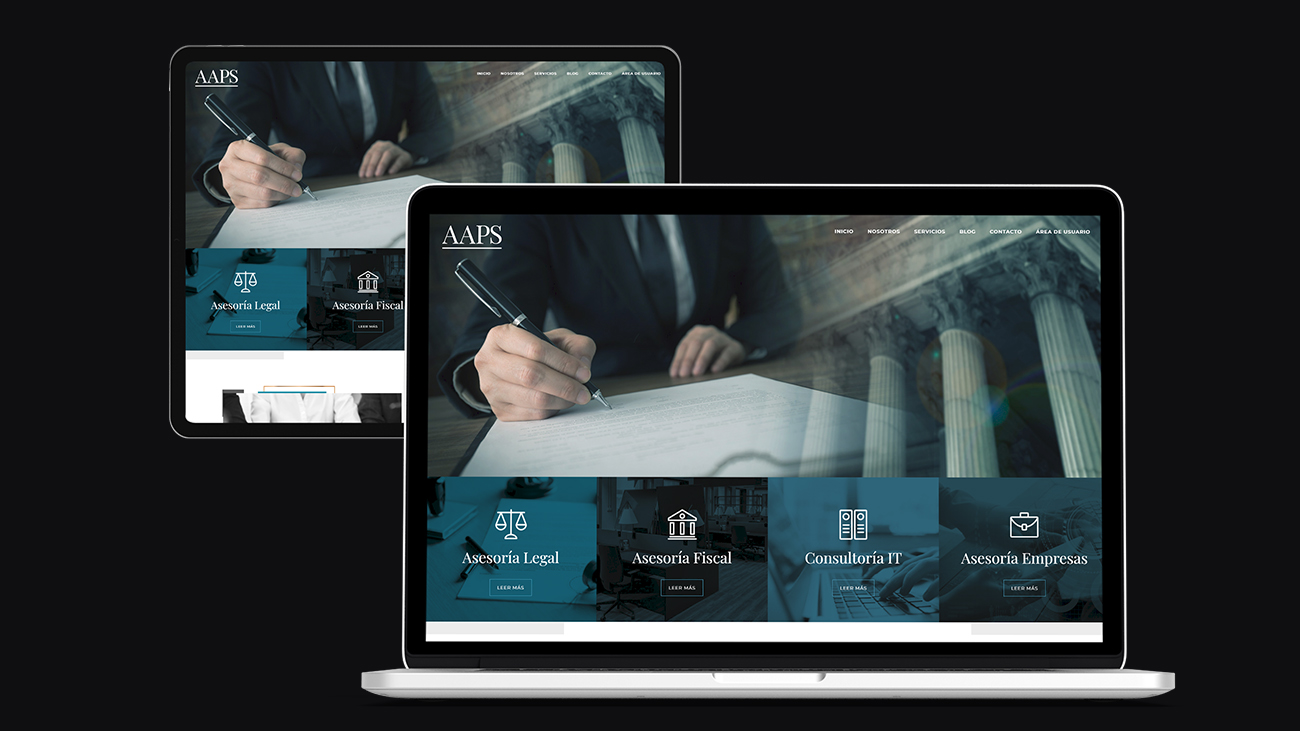 AAPS
INICIO NOSOTROS SERVICIOS BLOG CONTACTO ÁREA DE USUARIO
Asesoría Legal Asesoría Fiscal
LEER MÁS LEER MÁS
AAPS
INICIO NOSOTROS SERVICIOS BLOG CONTACTO ÁREA DE USUARIO
Asesoría Legal Asesoría Fiscal Consultoría IT Asesoría Empresas
LEER MÁS LEER MÁS LEER MÁS LEER MÁS